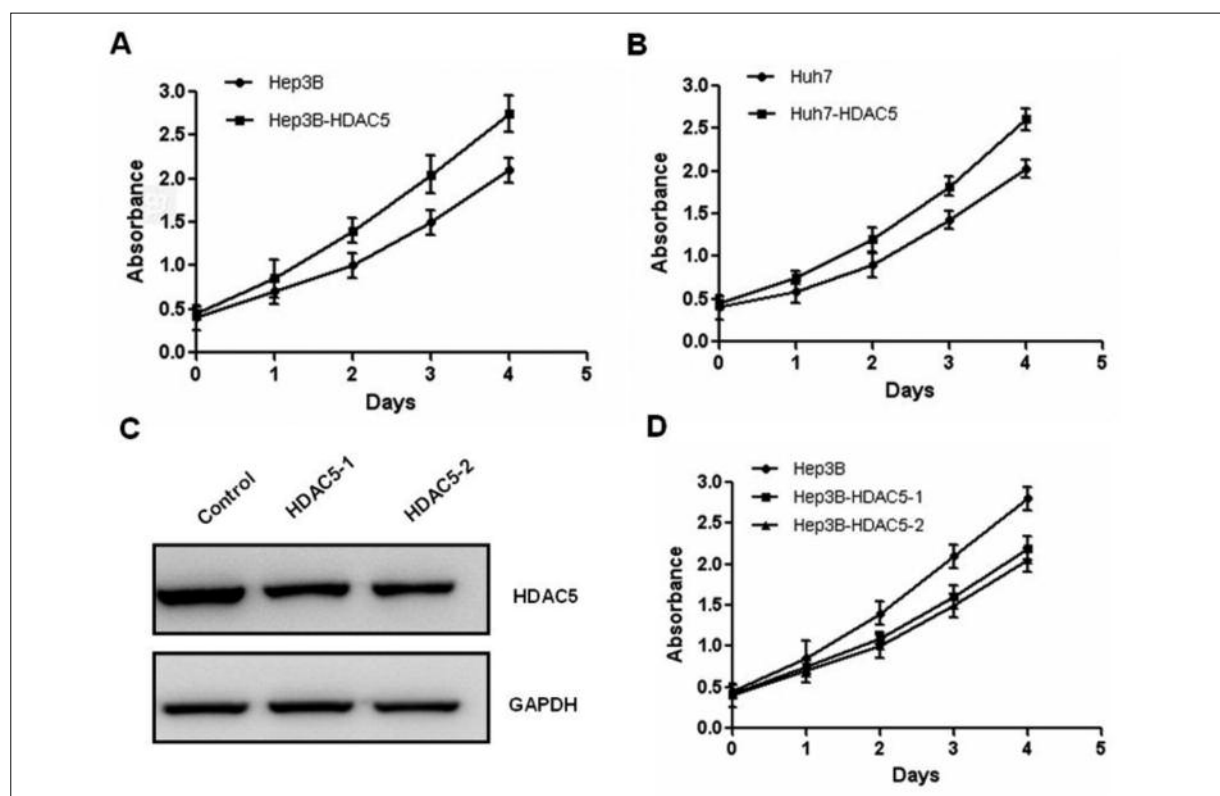 A
Hep3B
Hep3B-HDAC5
3.0
2.5
2.0
1.5
1.0
0.5
0.0
Absorbance
0 1 2 3 4 5
Days
B
Huh7
Huh7-HDAC5
3.0
2.5
2.0
1.5
1.0
0.5
0.0
Absorbance
0 1 2 3 4 5
Days
C
Control HDAC5-1 HDAC5-2
HDAC5
GAPDH
D
Hep3B
Hep3B-HDAC5-1
Hep3B-HDAC5-2
3.0
2.5
2.0
1.5
1.0
0.5
0.0
Absorbance
0 1 2 3 4 5
Days